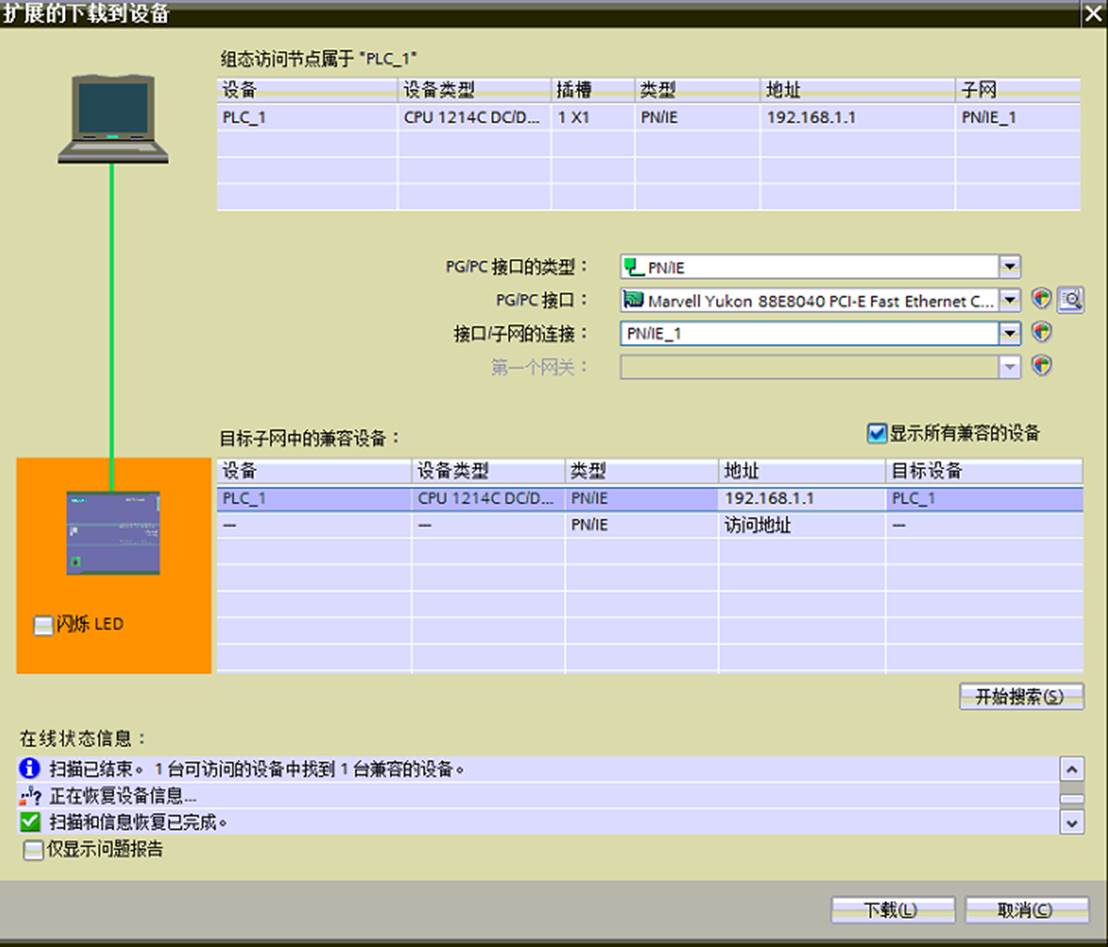 扩展的下载到设备
组态访问节点属于 "PLC_1"
设备 设备类型 插槽 类型 地址 子网
PLC_1 CPU 1214C DC/D... 1 X1 PN/IE 192.168.1.1 PN/IE_1
PG/PC 接口的类型： PN/IE
PG/PC 接口： Marvell Yukon 88E8040 PCI-E Fast Ethernet C...
接口/子网的连接： PN/IE_1
第一个网关：
目标子网中的兼容设备： 显示所有兼容的设备
设备 设备类型 类型 地址 目标设备
PLC_1 CPU 1214C DC/D... PN/IE 192.168.1.1 PLC_1
— — PN/IE 访问地址 —
闪烁 LED
开始搜索(S)
在线状态信息：
扫描已结束。 1 台可访问的设备中找到 1 台兼容的设备。
正在恢复设备信息...
扫描和信息恢复已完成。
仅显示问题报告
下载(L) 取消(C)